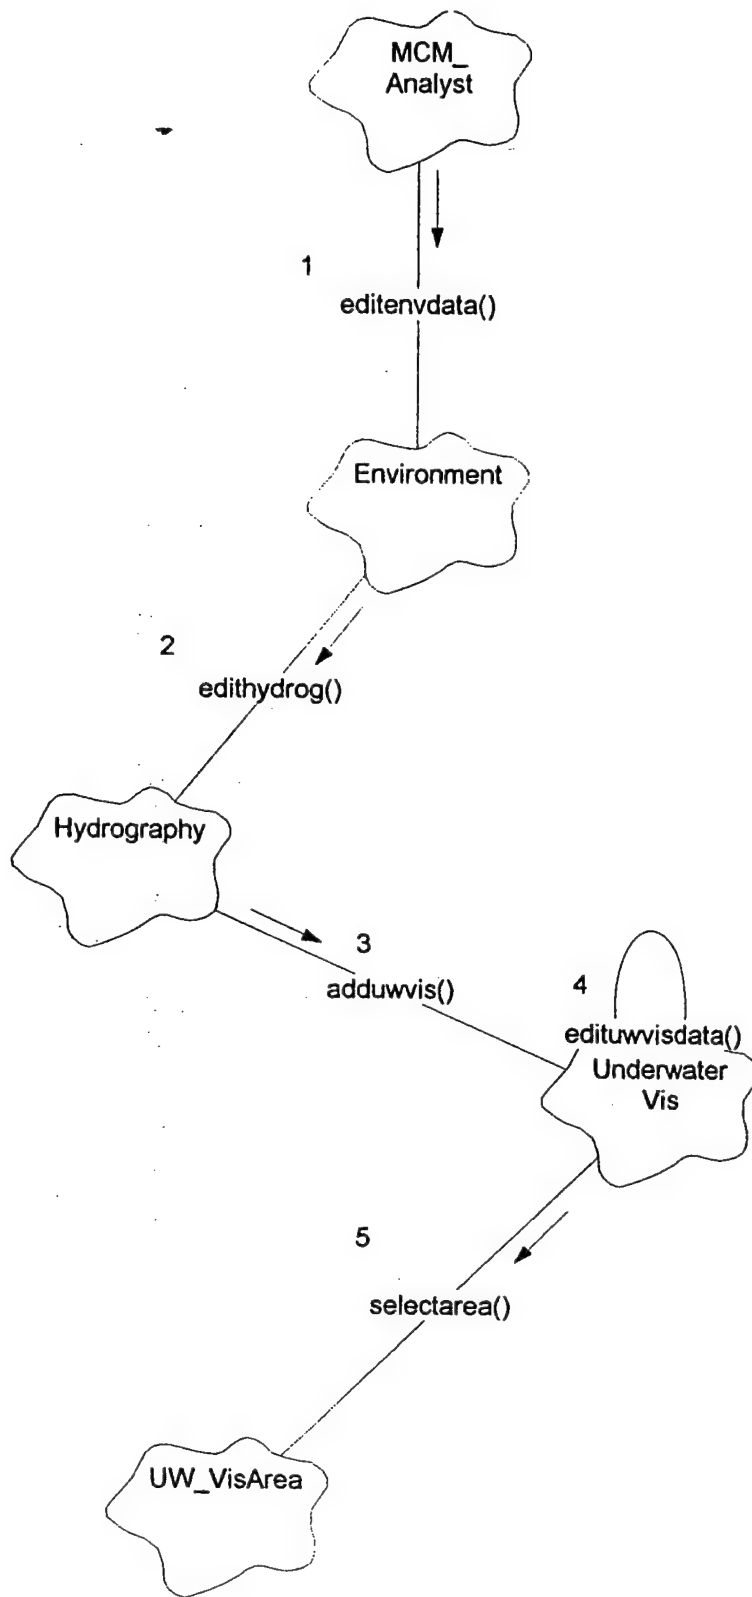 MCM_
Analyst
1
editenvdata()
Environment
2
edithydrog()
Hydrography
3
adduwvis()
4
edituwvisdata()
Underwater
Vis
5
selectarea()
UW_VisArea